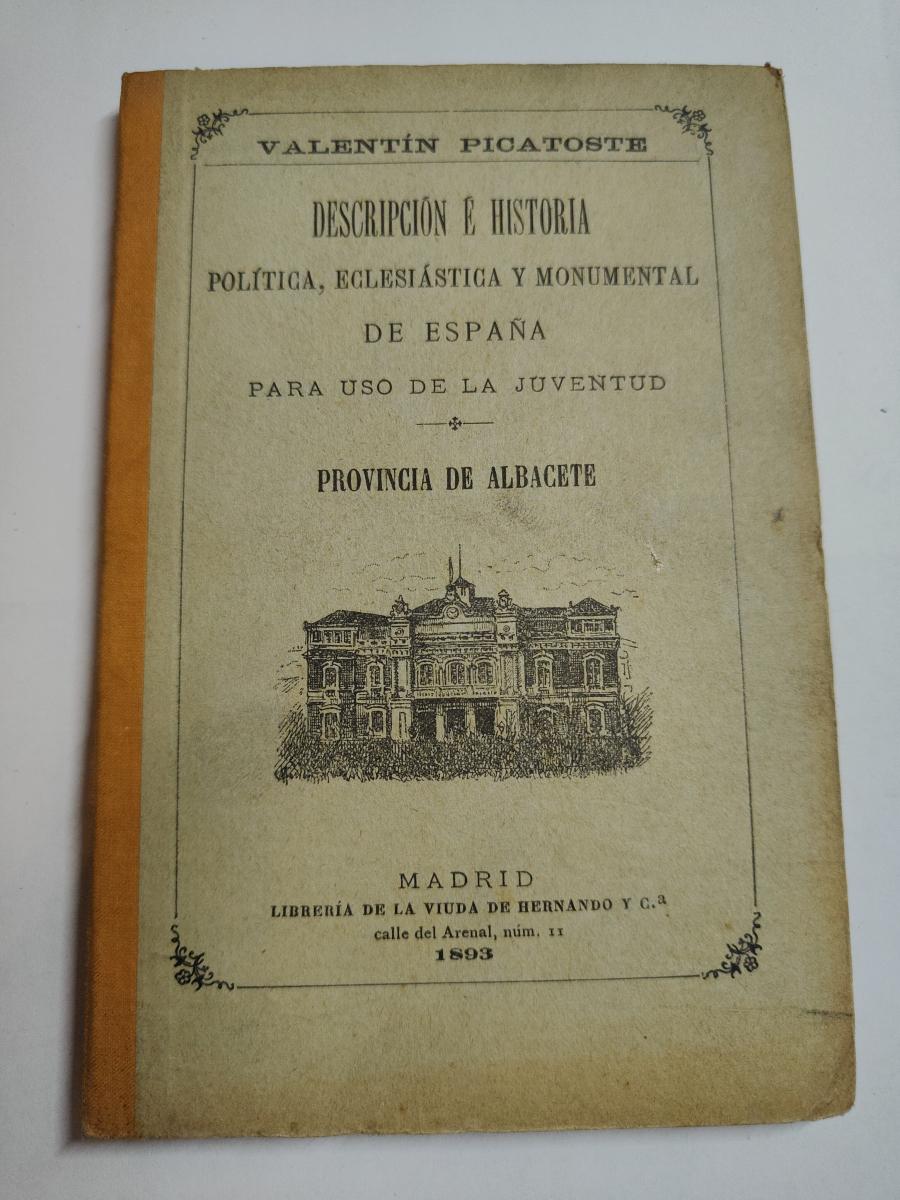 VALENTÍN PICATOSTE
DESCRIPCIÓN É HISTORIA
POLÍTICA, ECLESIÁSTICA Y MONUMENTAL
DE ESPAÑA
PARA USO DE LA JUVENTUD
PROVINCIA DE ALBACETE
MADRID
LIBRERÍA DE LA VIUDA DE HERNANDO Y C.ª
calle del Arenal, núm. 11
1893